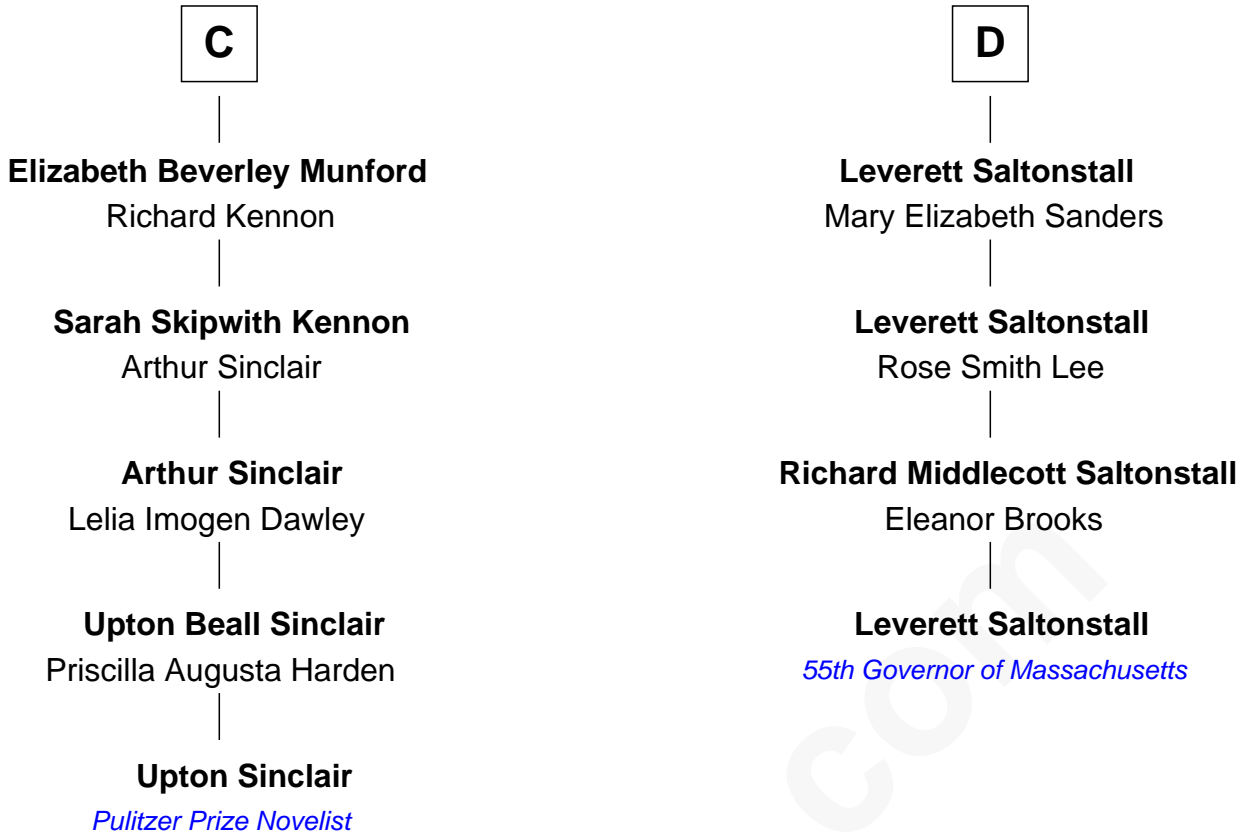 C
Elizabeth Beverley Munford
Richard Kennon
Sarah Skipwith Kennon
Arthur Sinclair
Arthur Sinclair
Lelia Imogen Dawley
Upton Beall Sinclair
Priscilla Augusta Harden
Upton Sinclair
Pulitzer Prize Novelist
D
Leverett Saltonstall
Mary Elizabeth Sanders
Leverett Saltonstall
Rose Smith Lee
Richard Middlecott Saltonstall
Eleanor Brooks
Leverett Saltonstall
55th Governor of Massachusetts
com